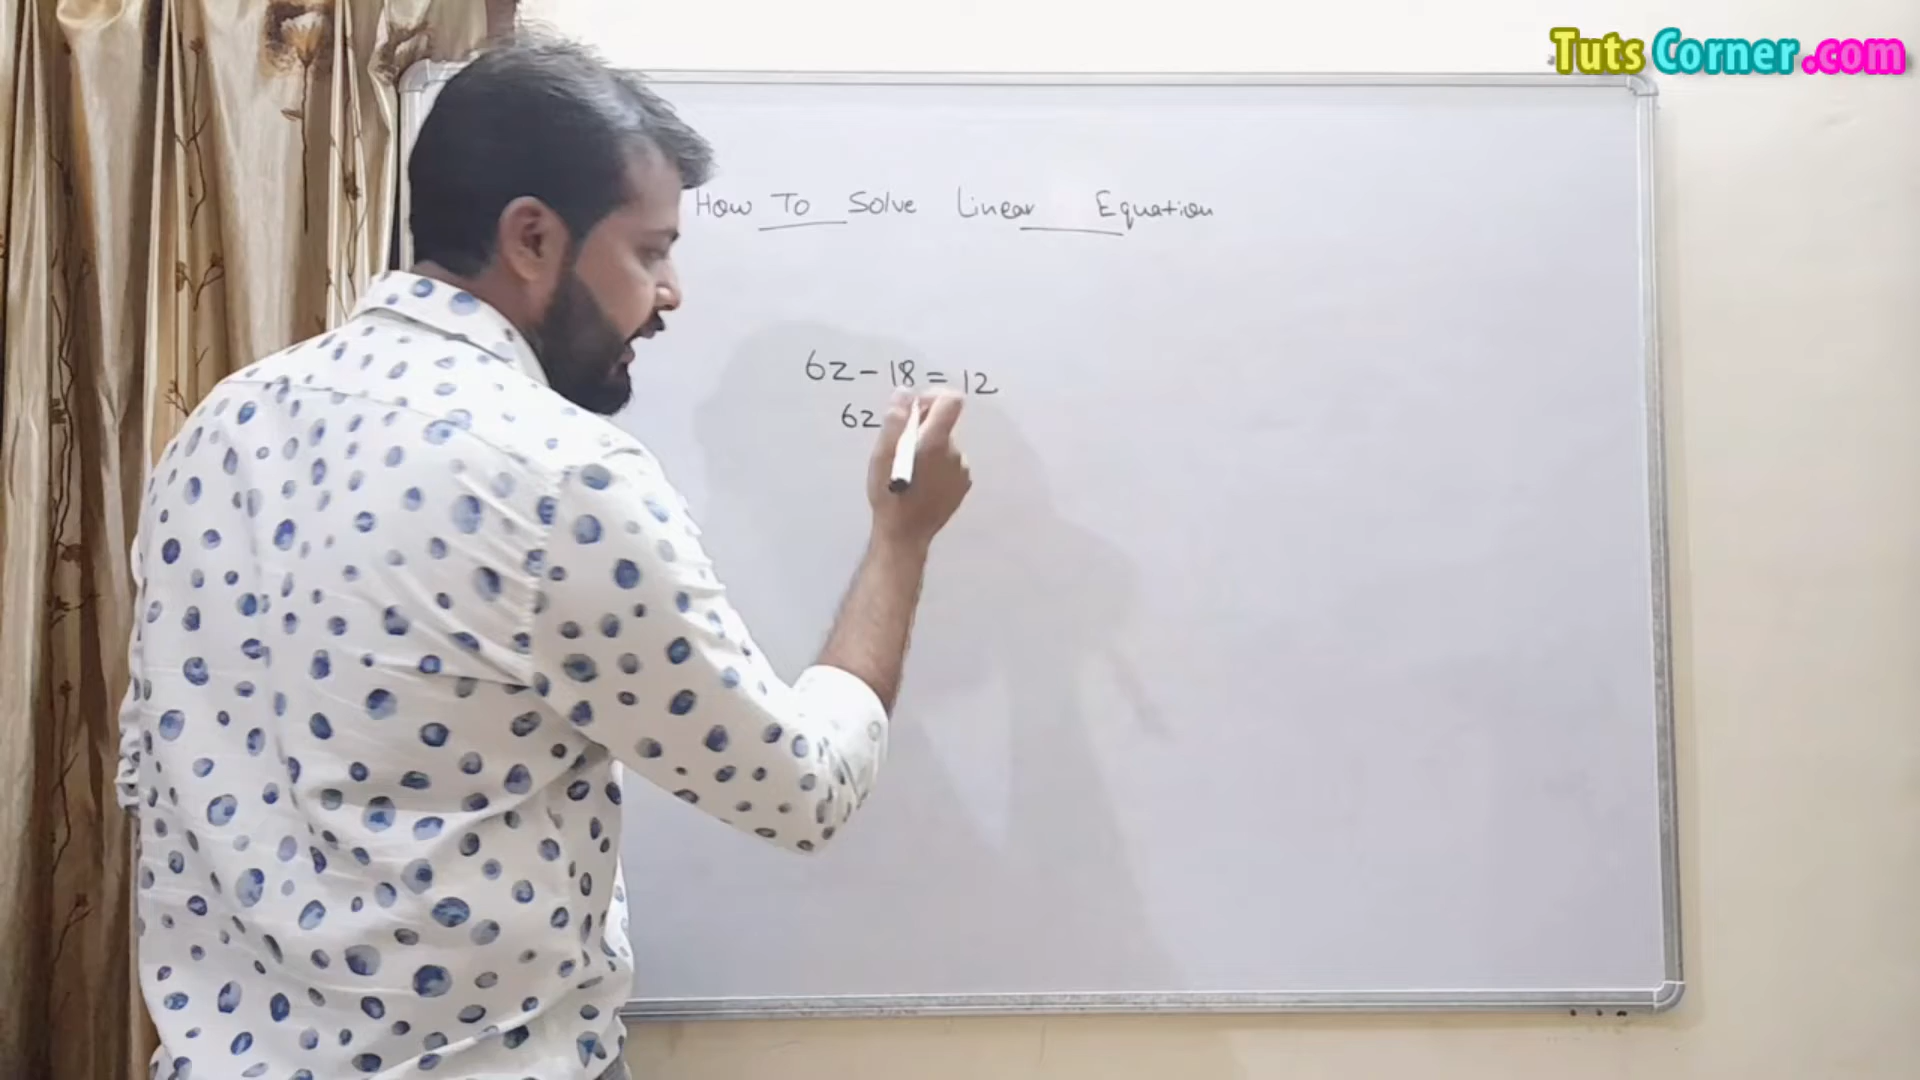 Tuts Corner.com
How To Solve Linear Equation
6z - 18 = 12
6z